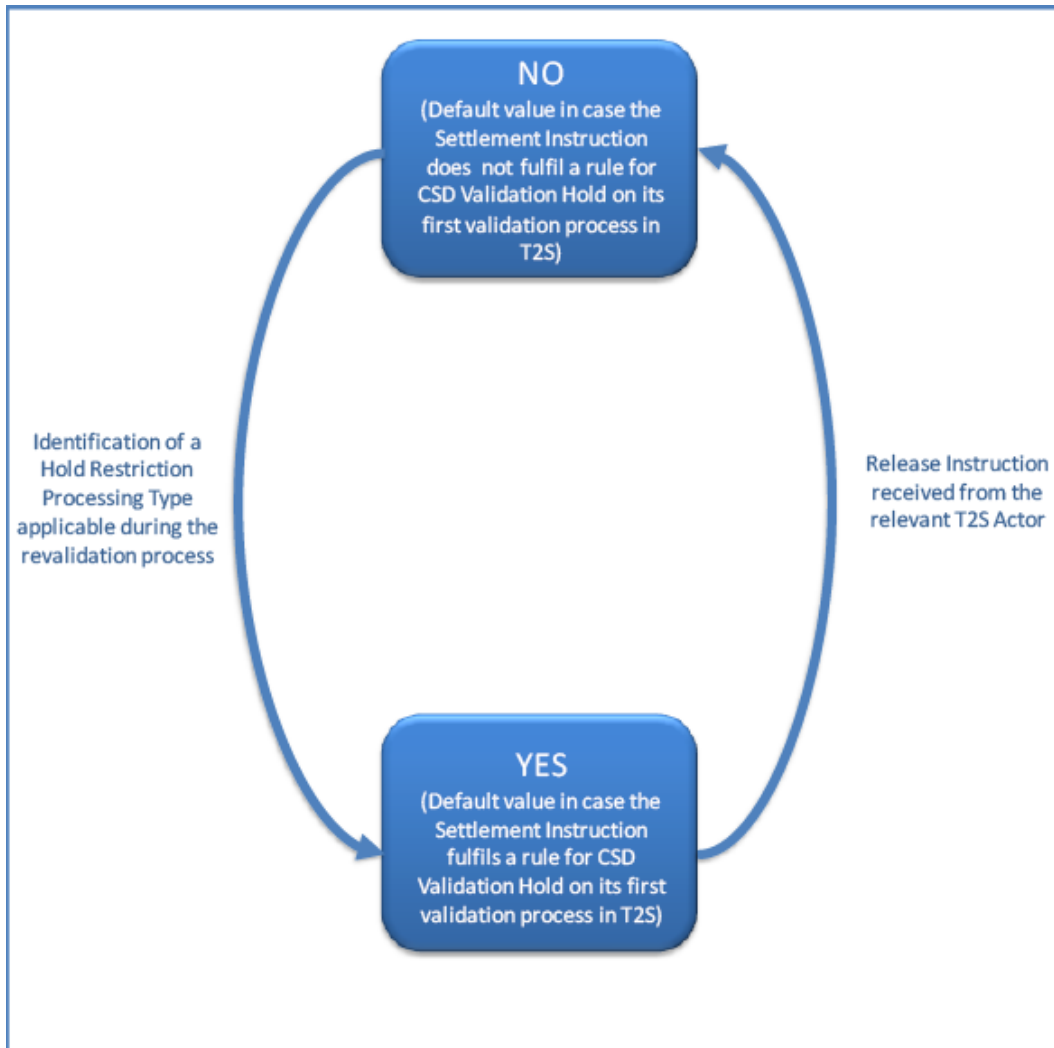 NO
(Default value in case the
Settlement Instruction
does not fulfil a rule for
CSD Validation Hold on its
first validation process in
T2S)
Identification of a
Hold Restriction
Processing Type
applicable during the
revalidation process
Release Instruction
received from the
relevant T2S Actor
YES
(Default value in case the
Settlement Instruction
fulfils a rule for CSD
Validation Hold on its first
validation process in T2S)